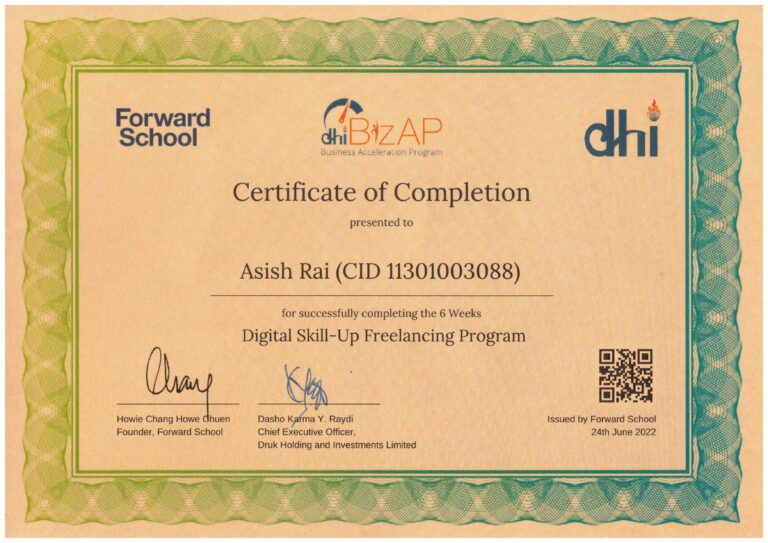 Forward
School
dhi BizAP
Business Acceleration Program
dhi
Certificate of Completion
presented to
Asish Rai (CID 11301003088)
for successfully completing the 6 Weeks
Digital Skill-Up Freelancing Program
Howie Chang Howe Chuen
Founder, Forward School
Dasho Karma Y. Raydi
Chief Executive Officer,
Druk Holding and Investments Limited
Issued by Forward School
24th June 2022